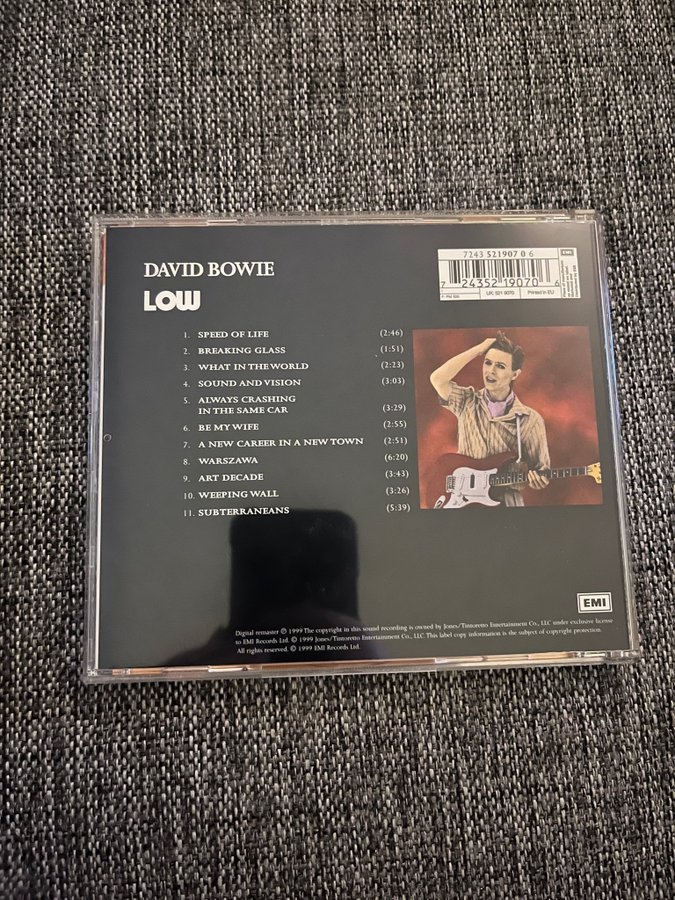 DAVID BOWIE
LOW
7243 521907 0 6
7 24352 19070 6
LPC 521 9070
Printed in EU
EMI
1. SPEED OF LIFE (2:46)
2. BREAKING GLASS (1:51)
3. WHAT IN THE WORLD (2:23)
4. SOUND AND VISION (3:03)
5. ALWAYS CRASHING
IN THE SAME CAR (3:29)
6. BE MY WIFE (2:55)
7. A NEW CAREER IN A NEW TOWN (2:51)
8. WARSZAWA (6:20)
9. ART DECADE (3:43)
10. WEEPING WALL (3:26)
11. SUBTERRANEANS (5:39)
EMI
Digital remaster ℗ 1999 The copyright in this sound recording is owned by Jones/Tintoretto Entertainment Co., LLC under exclusive license
to EMI Records Ltd. © 1999 Jones/Tintoretto Entertainment Co., LLC. This label copy information is the subject of copyright protection.
All rights reserved. © 1999 EMI Records Ltd.